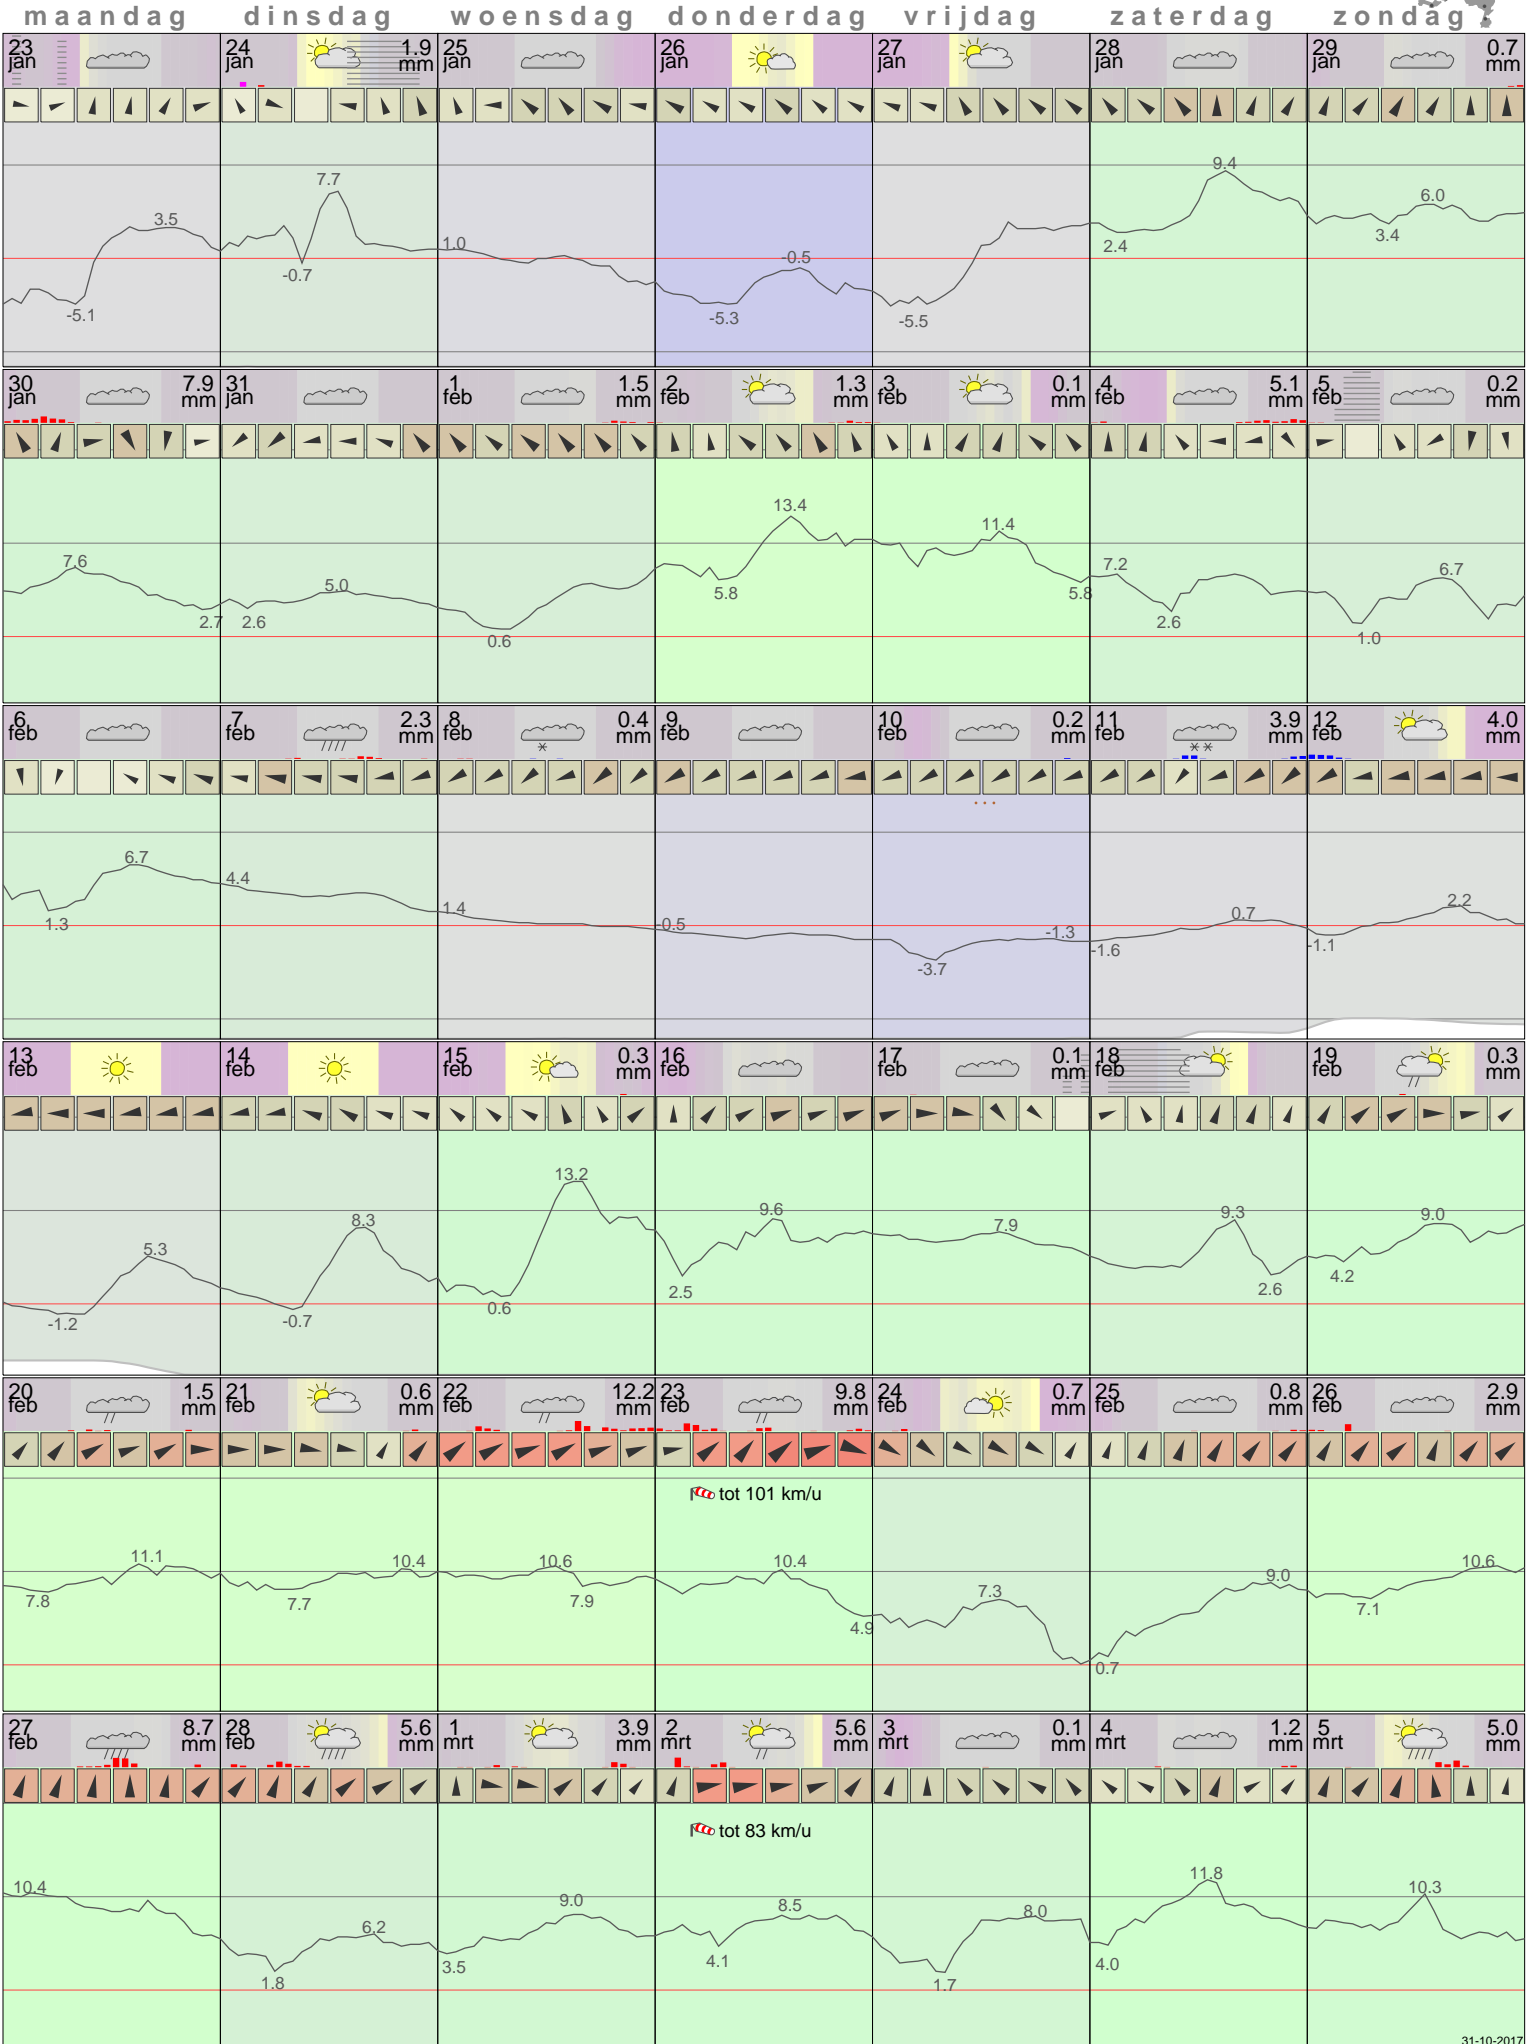 maandag dinsdag woensdag donderdag vrijdag zaterdag zondag
23 jan 24 jan 1.9 mm 25 jan 26 jan 27 jan 28 jan 29 jan 0.7 mm
3.5 -5.1 7.7 -0.7 1.0 -0.5 -5.3 -5.5 9.4 2.4 6.0 3.4
30 jan 7.9 mm 31 jan 1 feb 1.5 mm 2 feb 1.3 mm 3 feb 0.1 mm 4 feb 5.1 mm 5 feb 0.2 mm
7.6 2.7 2.6 5.0 0.6 13.4 5.8 11.4 5.8 7.2 2.6 6.7 1.0
6 feb 7 feb 2.3 mm 8 feb 0.4 mm 9 feb 10 feb 0.2 mm 11 feb 3.9 mm 12 feb 4.0 mm
6.7 1.3 4.4 1.4 -0.5 -3.7 -1.3 -1.6 0.7 -1.1 2.2
13 feb 14 feb 15 feb 0.3 mm 16 feb 17 feb 0.1 mm 18 feb 19 feb 0.3 mm
5.3 -1.2 8.3 -0.7 13.2 0.6 9.6 2.5 7.9 9.3 2.6 9.0 4.2
20 feb 1.5 mm 21 feb 0.6 mm 22 feb 12.2 mm 23 feb 9.8 mm 24 feb 0.7 mm 25 feb 0.8 mm 26 feb 2.9 mm
tot 101 km/u
11.1 7.8 10.4 7.7 10.6 7.9 10.4 4.9 7.3 0.7 9.0 10.6 7.1
27 feb 8.7 mm 28 feb 5.6 mm 1 mrt 3.9 mm 2 mrt 5.6 mm 3 mrt 0.1 mm 4 mrt 1.2 mm 5 mrt 5.0 mm
tot 83 km/u
10.4 1.8 6.2 3.5 9.0 4.1 8.5 1.7 8.0 4.0 11.8 10.3
31-10-2017